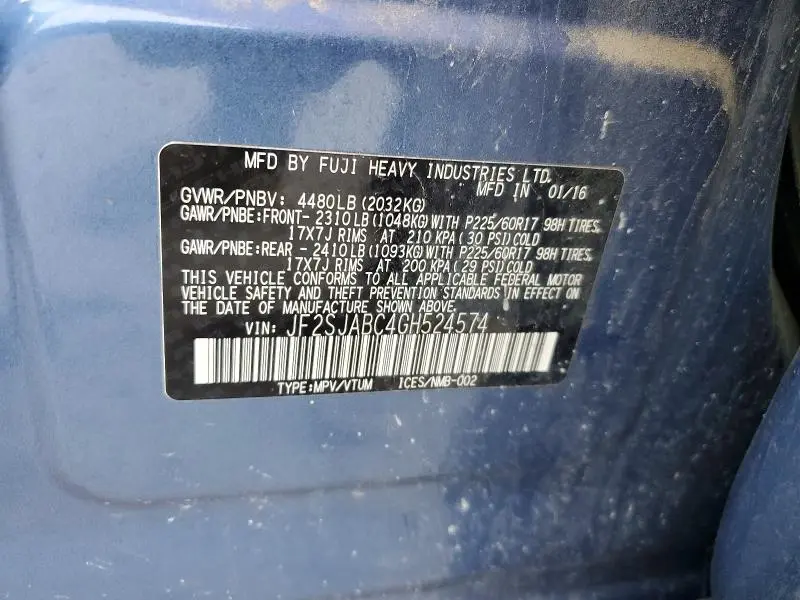 MFD BY FUJI HEAVY INDUSTRIES LTD.
MFD IN 01/16
GVWR/PNBV: 4480LB(2032KG)
GAWR/PNBE:FRONT- 2310LB(1048KG)WITH P225/60R17 98H TIRES,
17X7J RIMS AT 210 KPA(30 PSI)COLD
GAWR/PNBE:REAR - 2410LB(1093KG)WITH P225/60R17 98H TIRES,
17X7J RIMS AT 200 KPA(29 PSI)COLD
THIS VEHICLE CONFORMS TO ALL APPLICABLE FEDERAL MOTOR
VEHICLE SAFETY AND THEFT PREVENTION STANDARDS IN EFFECT ON
THE DATE OF MANUFACTURE SHOWN ABOVE.
VIN: JF2SJABC4GH524574
TYPE:MPV/VTUM ICES/NMB-002